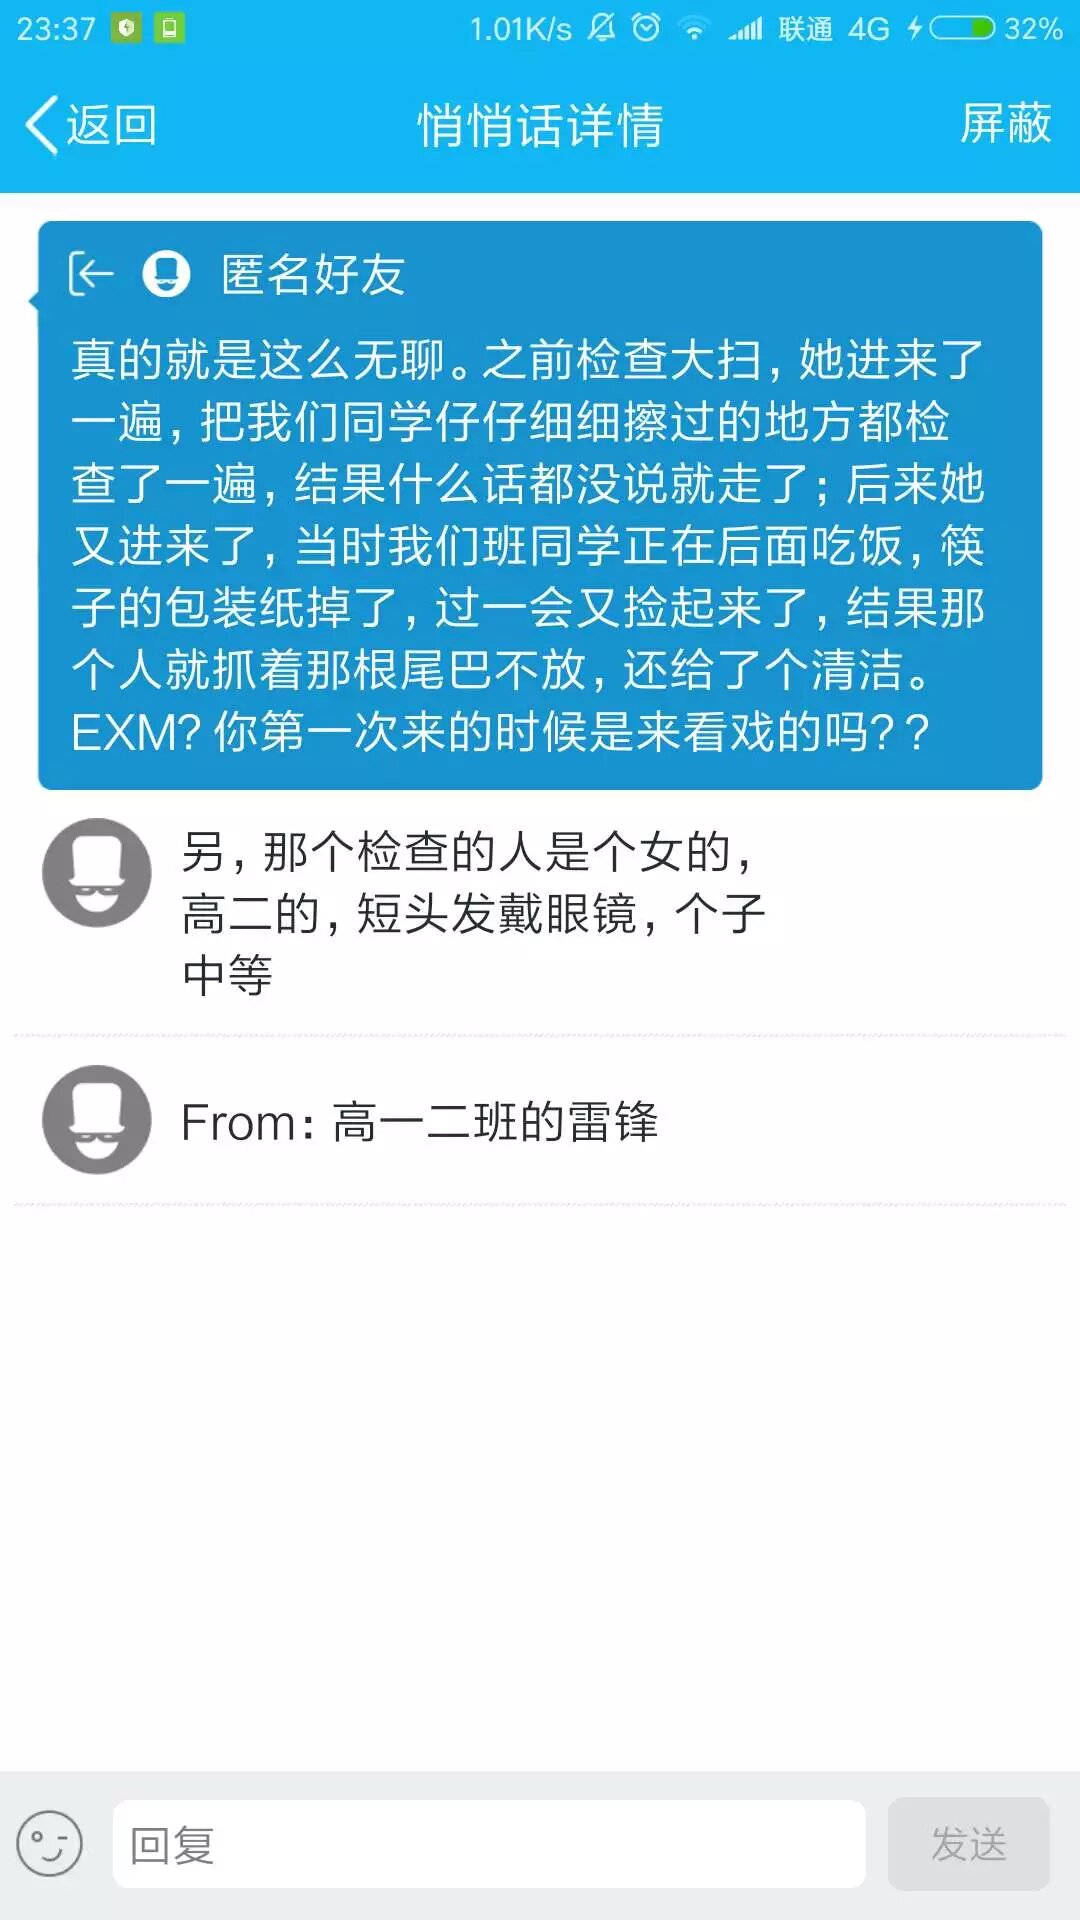 23:37 1.01K/s 联通 4G 32%
返回 悄悄话详情 屏蔽
匿名好友
真的就是这么无聊。之前检查大扫，她进来了
一遍，把我们同学仔仔细细擦过的地方都检
查了一遍，结果什么话都没说就走了；后来她
又进来了，当时我们班同学正在后面吃饭，筷
子的包装纸掉了，过一会又捡起来了，结果那
个人就抓着那根尾巴不放，还给了个清洁。
EXM？你第一次来的时候是来看戏的吗？？
另，那个检查的人是个女的，
高二的，短头发戴眼镜，个子
中等
From：高一二班的雷锋
回复 发送